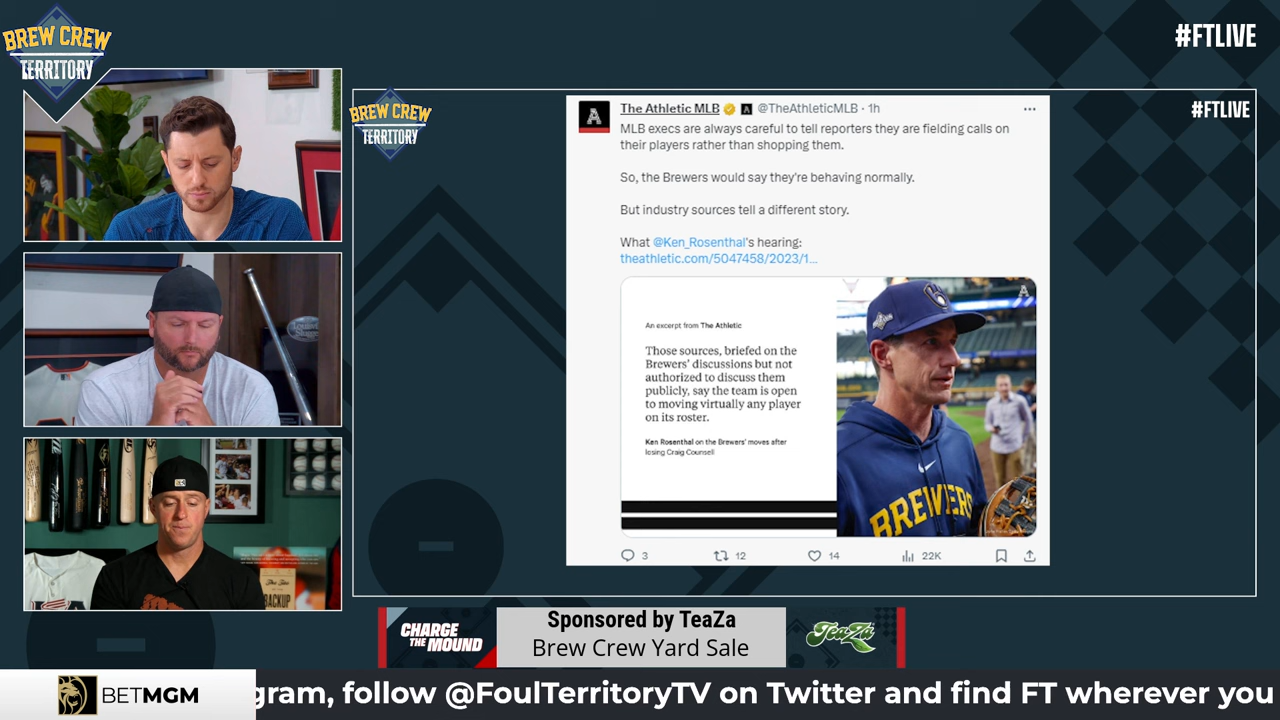 BREW CREW
TERRITORY
#FTLIVE
BREW CREW
TERRITORY
#FTLIVE
A
The Athletic MLB A @TheAthleticMLB · 1h
MLB execs are always careful to tell reporters they are fielding calls on
their players rather than shopping them.
So, the Brewers would say they're behaving normally.
But industry sources tell a different story.
What @Ken_Rosenthal's hearing:
theathletic.com/5047458/2023/1...
An excerpt from The Athletic
Those sources, briefed on the
Brewers' discussions but not
authorized to discuss them
publicly, say the team is open
to moving virtually any player
on its roster.
Ken Rosenthal on the Brewers' moves after
losing Craig Counsell
A
BREWERS
3
12
14
22K
Louisville
Slugger
BACKUP
CHARGE
THE MOUND
Sponsored by TeaZa
Brew Crew Yard Sale
TeaZa
BETMGM
gram, follow @FoulTerritoryTV on Twitter and find FT wherever you